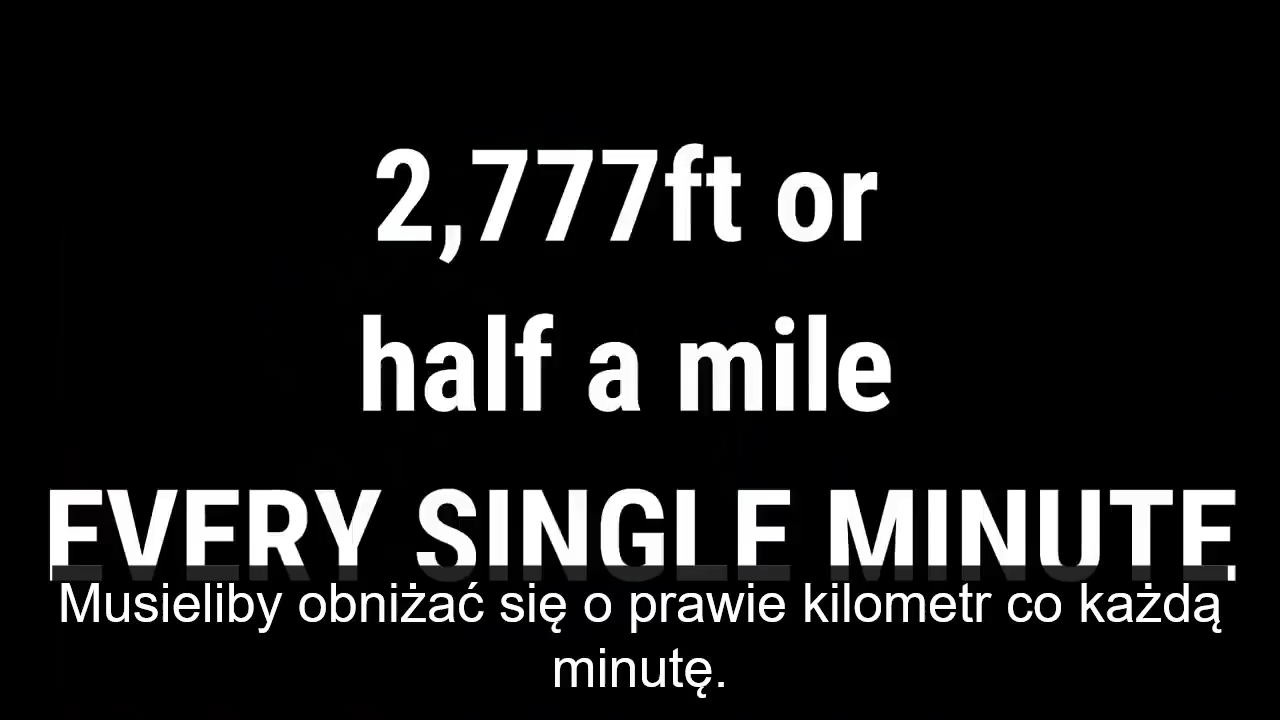 2,777ft or
half a mile
EVERY SINGLE MINUTE.
Musieliby obniżać się o prawie kilometr co każdą
minutę.